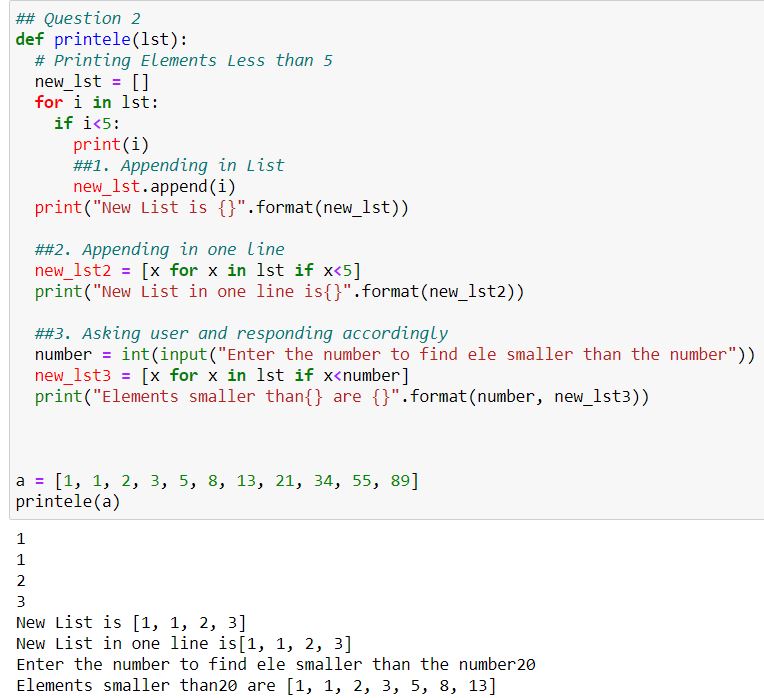 ## Question 2
def printele(lst):
  # Printing Elements Less than 5
  new_lst = []
  for i in lst:
    if i<5:
      print(i)
      ##1. Appending in List
      new_lst.append(i)
  print("New List is {}".format(new_lst))
  ##2. Appending in one line
  new_lst2 = [x for x in lst if x<5]
  print("New List in one line is{}".format(new_lst2))
  ##3. Asking user and responding accordingly
  number = int(input("Enter the number to find ele smaller than the number"))
  new_lst3 = [x for x in lst if x<number]
  print("Elements smaller than{} are {}".format(number, new_lst3))
a = [1, 1, 2, 3, 5, 8, 13, 21, 34, 55, 89]
printele(a)
1
1
2
3
New List is [1, 1, 2, 3]
New List in one line is[1, 1, 2, 3]
Enter the number to find ele smaller than the number20
Elements smaller than20 are [1, 1, 2, 3, 5, 8, 13]